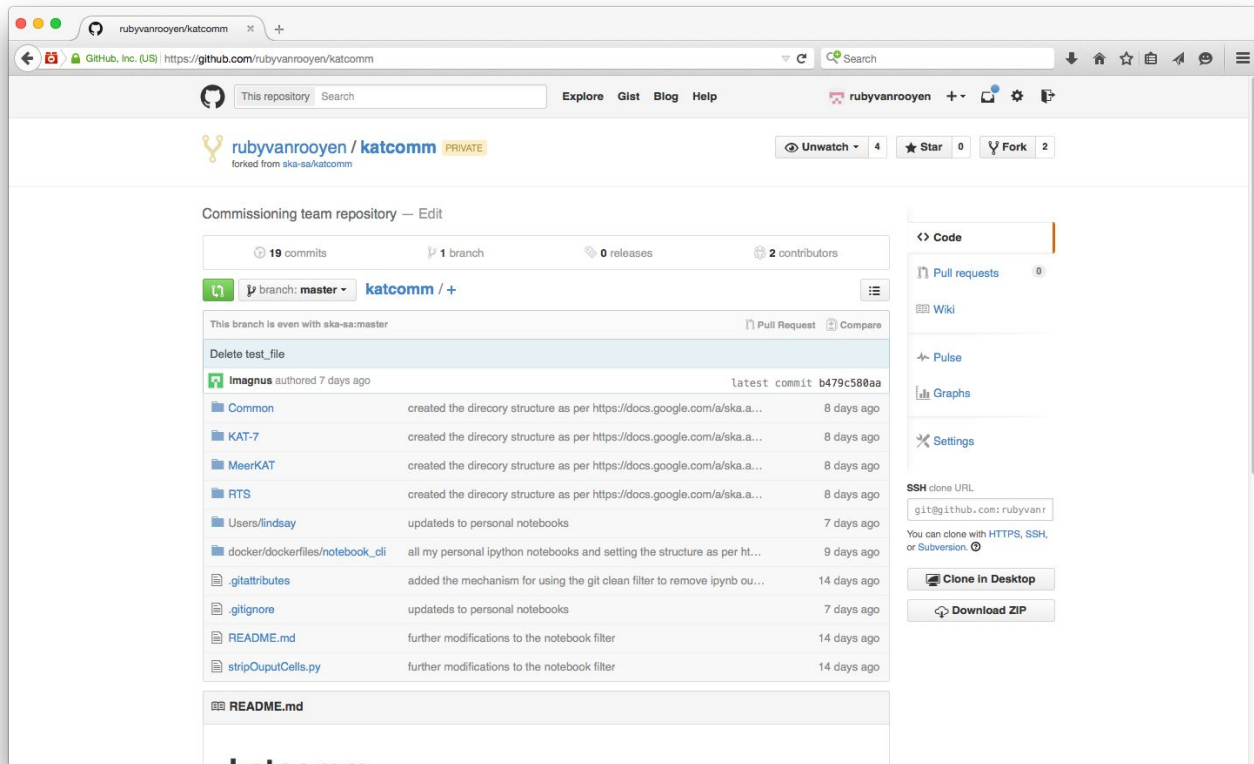 rubyvanrooyen/katcomm × +
GitHub, Inc. (US) https://github.com/rubyvanrooyen/katcomm Search
This repository Search Explore Gist Blog Help rubyvanrooyen
rubyvanrooyen / katcomm PRIVATE Unwatch 4 Star 0 Fork 2
forked from ska-sa/katcomm
Commissioning team repository — Edit
19 commits 1 branch 0 releases 2 contributors
branch: master katcomm / +
This branch is even with ska-sa:master Pull Request Compare
Delete test_file
lmagnus authored 7 days ago latest commit b479c580aa
Common created the direcory structure as per https://docs.google.com/a/ska.a... 8 days ago
KAT-7 created the direcory structure as per https://docs.google.com/a/ska.a... 8 days ago
MeerKAT created the direcory structure as per https://docs.google.com/a/ska.a... 8 days ago
RTS created the direcory structure as per https://docs.google.com/a/ska.a... 8 days ago
Users/lindsay updateds to personal notebooks 7 days ago
docker/dockerfiles/notebook_cli all my personal ipython notebooks and setting the structure as per ht... 9 days ago
.gitattributes added the mechanism for using the git clean filter to remove ipynb ou... 14 days ago
.gitignore updateds to personal notebooks 7 days ago
README.md further modifications to the notebook filter 14 days ago
stripOuputCells.py further modifications to the notebook filter 14 days ago
README.md
Code
Pull requests 0
Wiki
Pulse
Graphs
Settings
SSH clone URL
git@github.com:rubyvanr
You can clone with HTTPS, SSH,
or Subversion.
Clone in Desktop
Download ZIP